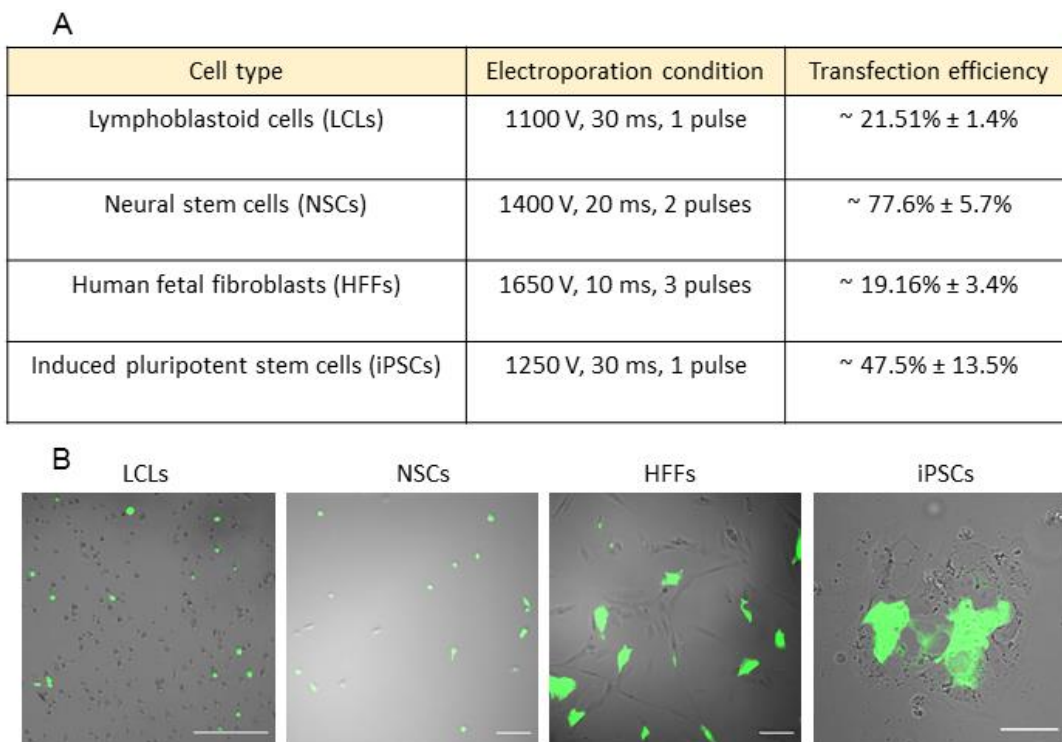 A
Cell type Electroporation condition Transfection efficiency
Lymphoblastoid cells (LCLs) 1100 V, 30 ms, 1 pulse ~ 21.51% ± 1.4%
Neural stem cells (NSCs) 1400 V, 20 ms, 2 pulses ~ 77.6% ± 5.7%
Human fetal fibroblasts (HFFs) 1650 V, 10 ms, 3 pulses ~ 19.16% ± 3.4%
Induced pluripotent stem cells (iPSCs) 1250 V, 30 ms, 1 pulse ~ 47.5% ± 13.5%
B
LCLs NSCs HFFs iPSCs